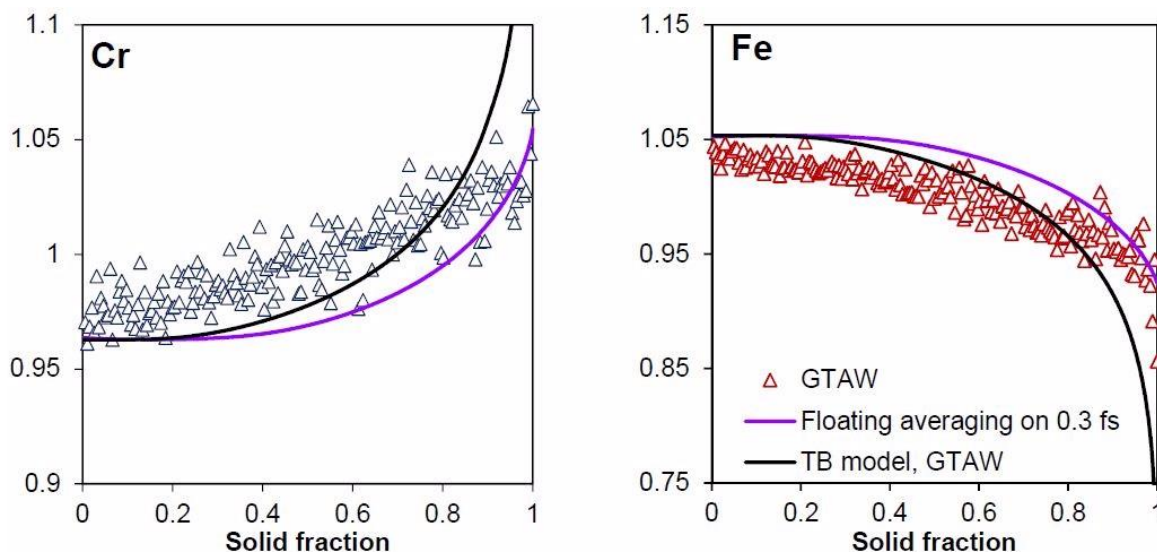 Cr
1.1
1.05
1
0.95
0.9
0 0.2 0.4 0.6 0.8 1
Solid fraction
Fe
1.15
1.05
0.95
0.85
0.75
GTAW
Floating averaging on 0.3 fs
TB model, GTAW
0 0.2 0.4 0.6 0.8 1
Solid fraction